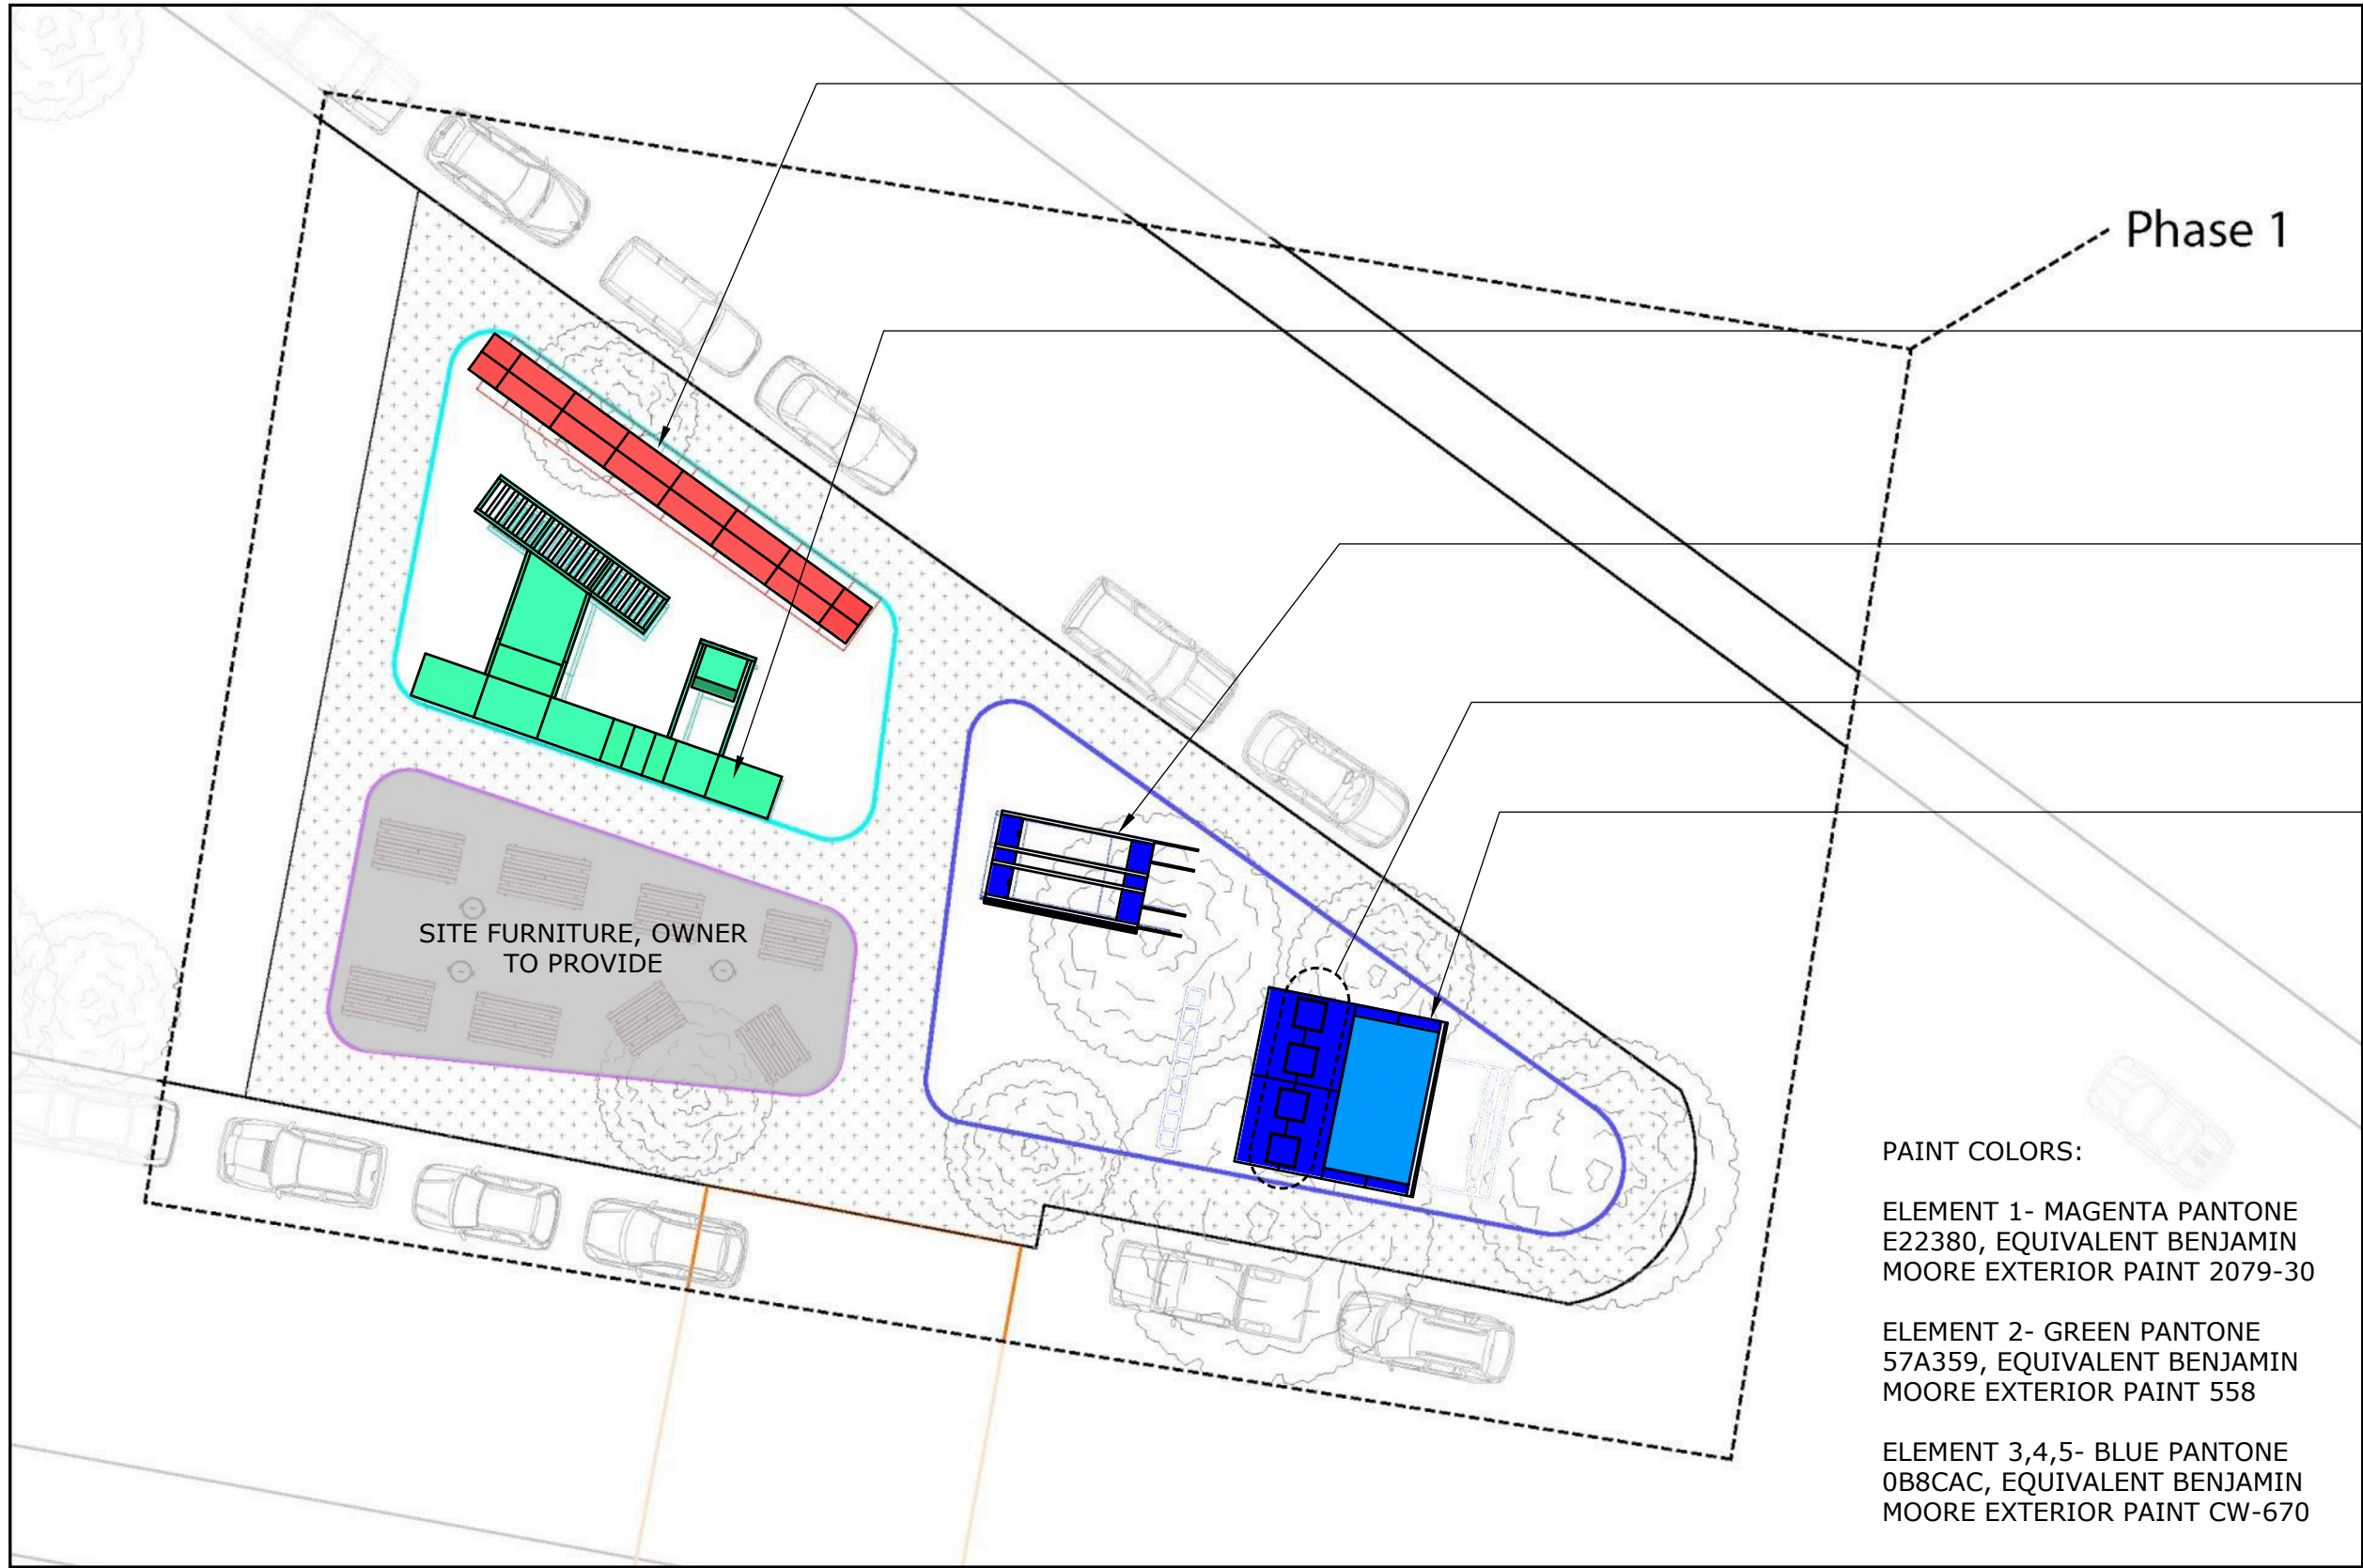 Phase 1
SITE FURNITURE, OWNER
TO PROVIDE
PAINT COLORS:
ELEMENT 1- MAGENTA PANTONE
E22380, EQUIVALENT BENJAMIN
MOORE EXTERIOR PAINT 2079-30
ELEMENT 2- GREEN PANTONE
57A359, EQUIVALENT BENJAMIN
MOORE EXTERIOR PAINT 558
ELEMENT 3,4,5- BLUE PANTONE
0B8CAC, EQUIVALENT BENJAMIN
MOORE EXTERIOR PAINT CW-670